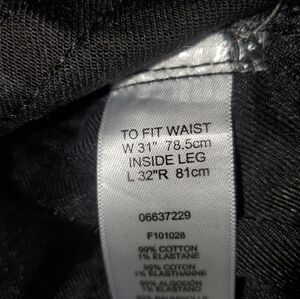 TO FIT WAIST
W 31" 78.5cm
INSIDE LEG
L 32"R 81cm
06637229
F101028
99% COTTON
1% ELASTANE
99% COTON
1% ELASTHANNE
99% ALGODÓN
1% ELASTANO